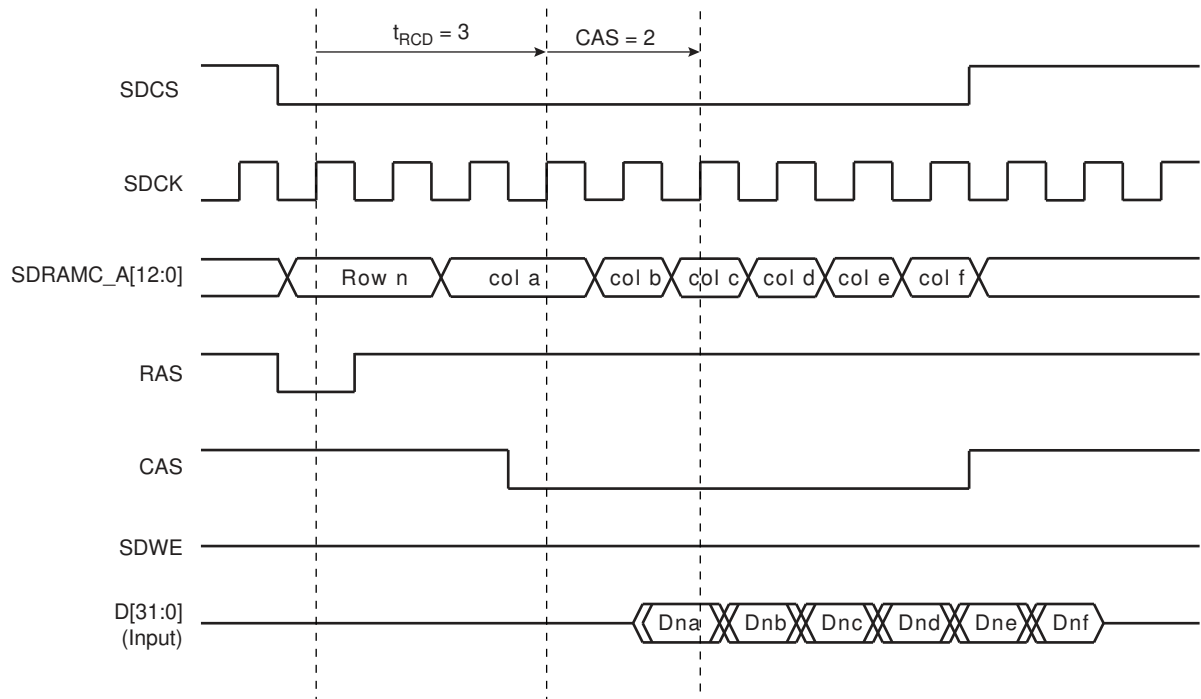 t_RCD = 3
CAS = 2
SDCS
SDCK
SDRAMC_A[12:0]
Row n
col a
col b
col c
col d
col e
col f
RAS
CAS
SDWE
D[31:0]
(Input)
Dna
Dnb
Dnc
Dnd
Dne
Dnf